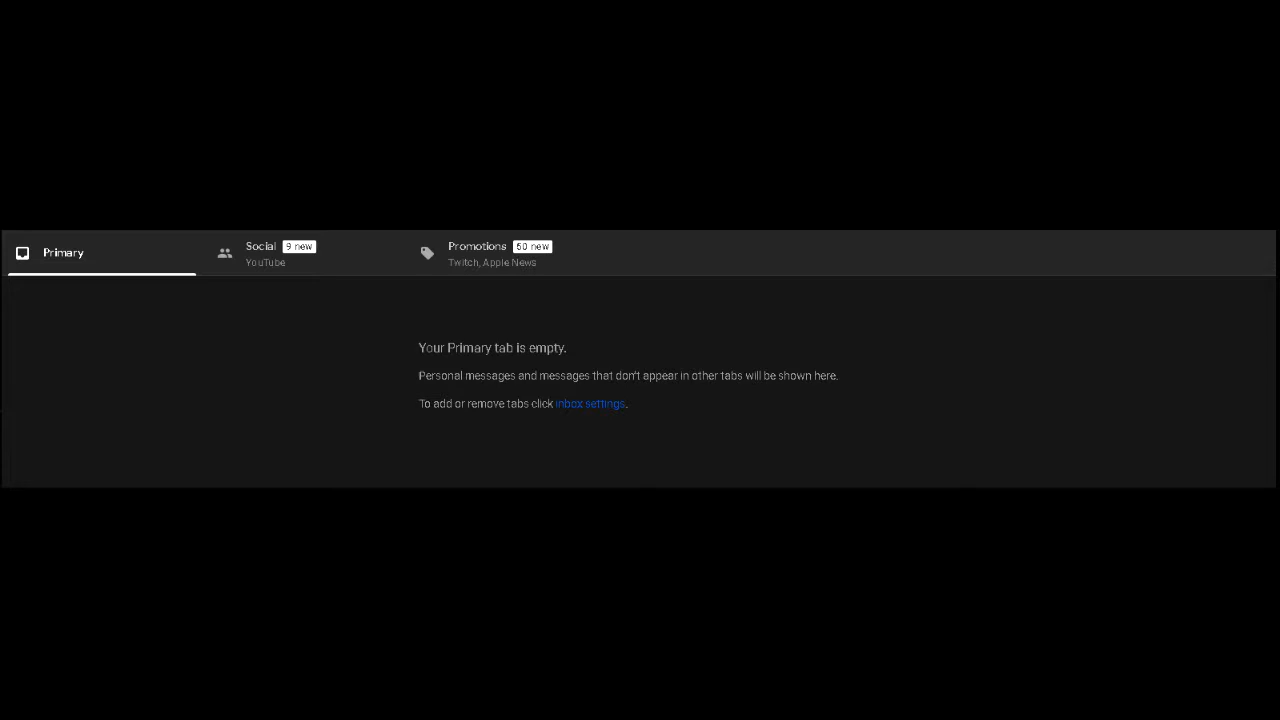 Primary
Social 9 new
YouTube
Promotions 50 new
Twitch, Apple News
Your Primary tab is empty.
Personal messages and messages that don't appear in other tabs will be shown here.
To add or remove tabs click inbox settings.